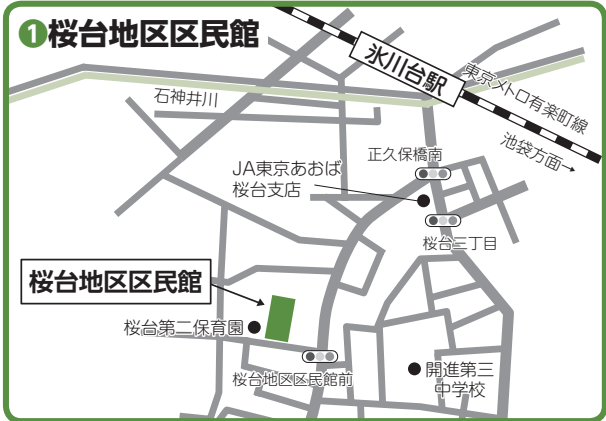 ❶桜台地区区民館
氷川台駅
東京メトロ有楽町線
池袋方面→
石神井川
正久保橋南
JA東京あおば
桜台支店
桜台三丁目
桜台地区区民館
桜台第二保育園
桜台地区区民館前
開進第三
中学校